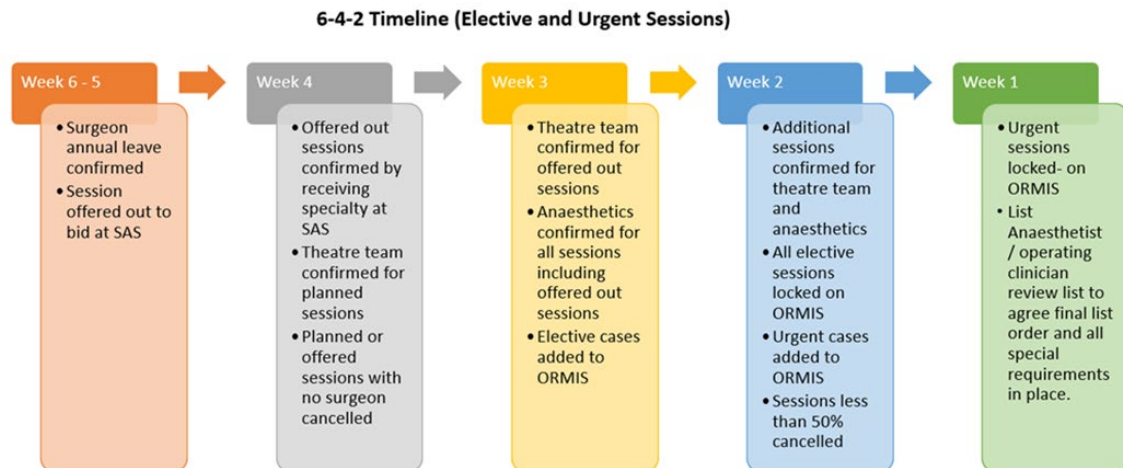 6-4-2 Timeline (Elective and Urgent Sessions)
Week 6 - 5
• Surgeon
annual leave
confirmed
• Session
offered out to
bid at SAS
Week 4
• Offered out
sessions
confirmed by
receiving
specialty at
SAS
• Theatre team
confirmed for
planned
sessions
• Planned or
offered
sessions with
no surgeon
cancelled
Week 3
• Theatre team
confirmed for
offered out
sessions
• Anaesthetics
confirmed for
all sessions
including
offered out
sessions
• Elective cases
added to
ORMIS
Week 2
• Additional
sessions
confirmed for
theatre team
and
anaesthetics
• All elective
sessions
locked on
ORMIS
• Urgent cases
added to
ORMIS
• Sessions less
than 50%
cancelled
Week 1
• Urgent
sessions
locked- on
ORMIS
• List
Anaesthetist
/ operating
clinician
review list to
agree final list
order and all
special
requirements
in place.